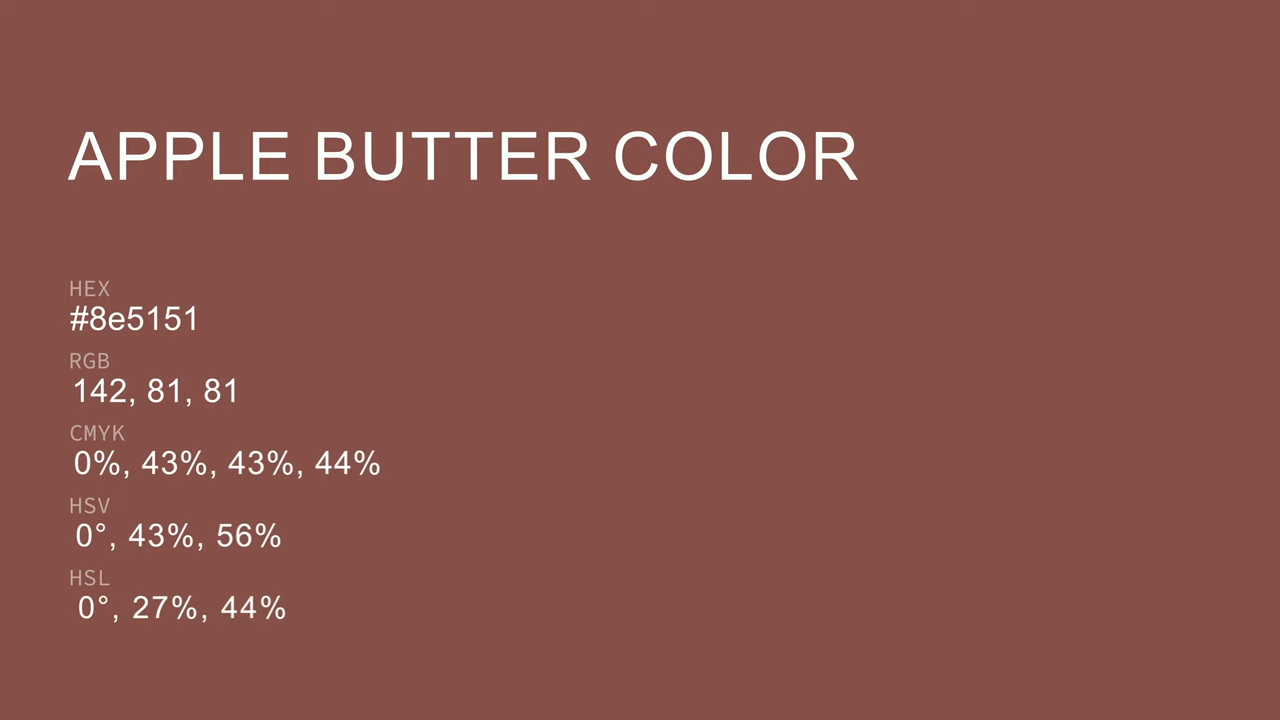 APPLE BUTTER COLOR
HEX
#8e5151
RGB
142, 81, 81
CMYK
0%, 43%, 43%, 44%
HSV
0°, 43%, 56%
HSL
0°, 27%, 44%